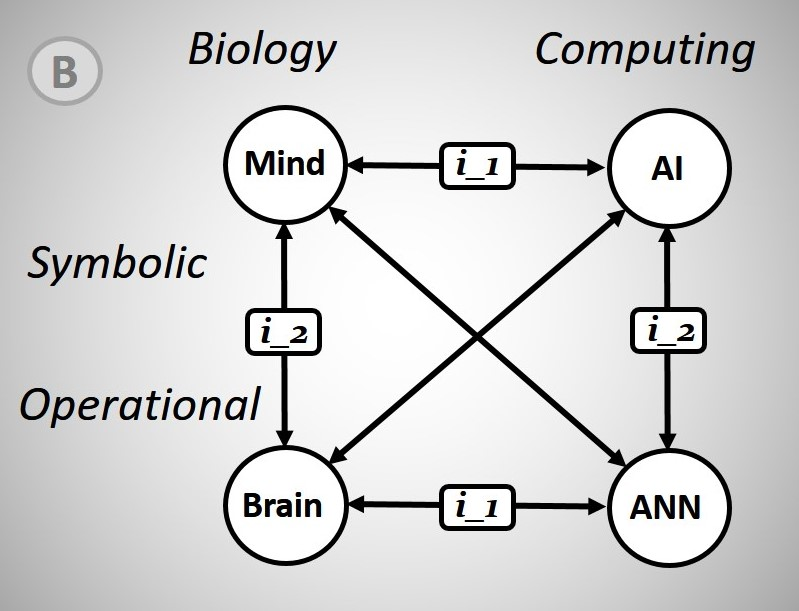 Biology Computing
B
Mind i_1 AI
Symbolic
i_2 i_2
Operational
Brain i_1 ANN